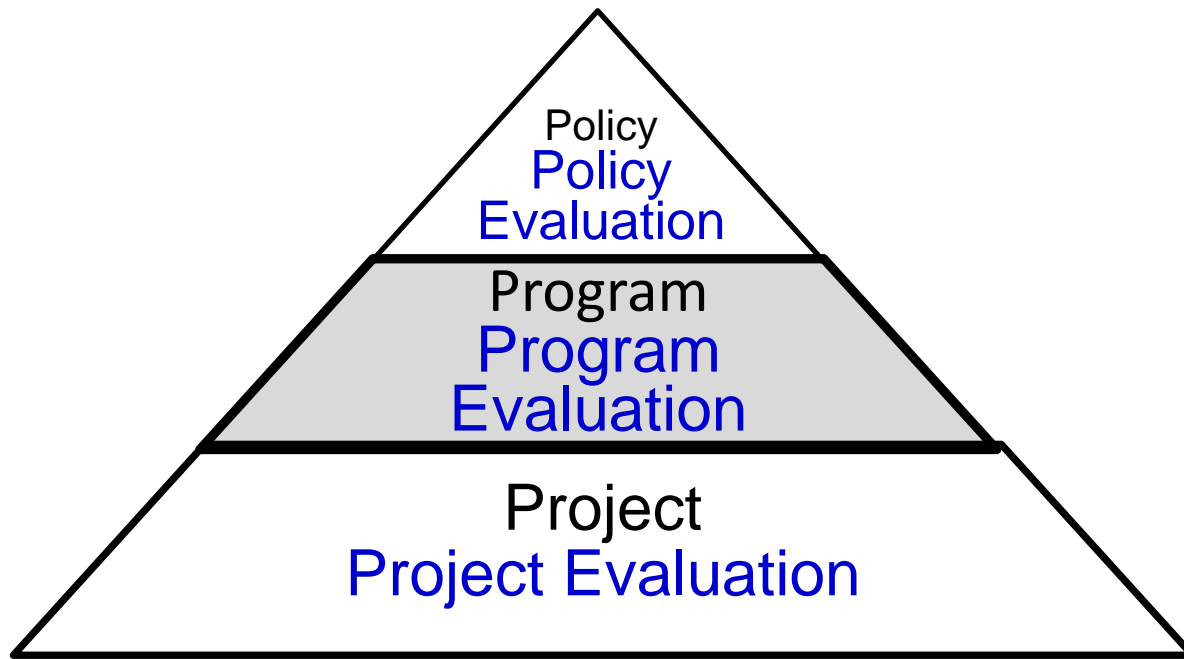 Policy
Policy
Evaluation
Program
Program
Evaluation
Project
Project Evaluation